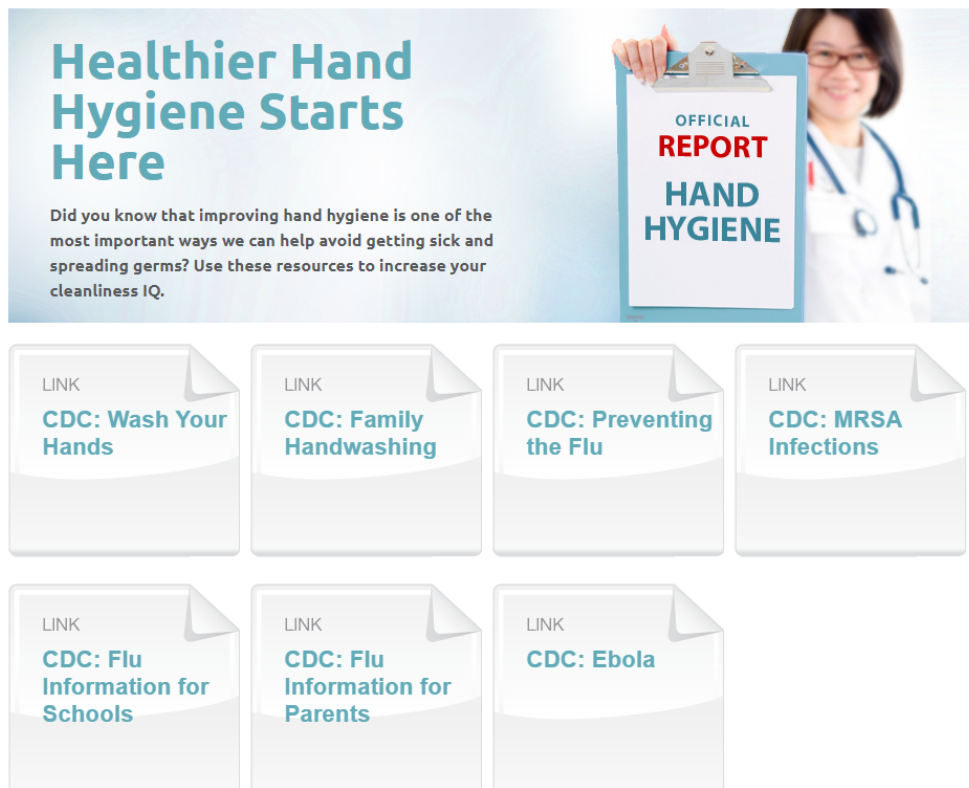 Healthier Hand
Hygiene Starts
Here
Did you know that improving hand hygiene is one of the
most important ways we can help avoid getting sick and
spreading germs? Use these resources to increase your
cleanliness IQ.
OFFICIAL
REPORT
HAND
HYGIENE
LINK
CDC: Wash Your
Hands
LINK
CDC: Family
Handwashing
LINK
CDC: Preventing
the Flu
LINK
CDC: MRSA
Infections
LINK
CDC: Flu
Information for
Schools
LINK
CDC: Flu
Information for
Parents
LINK
CDC: Ebola